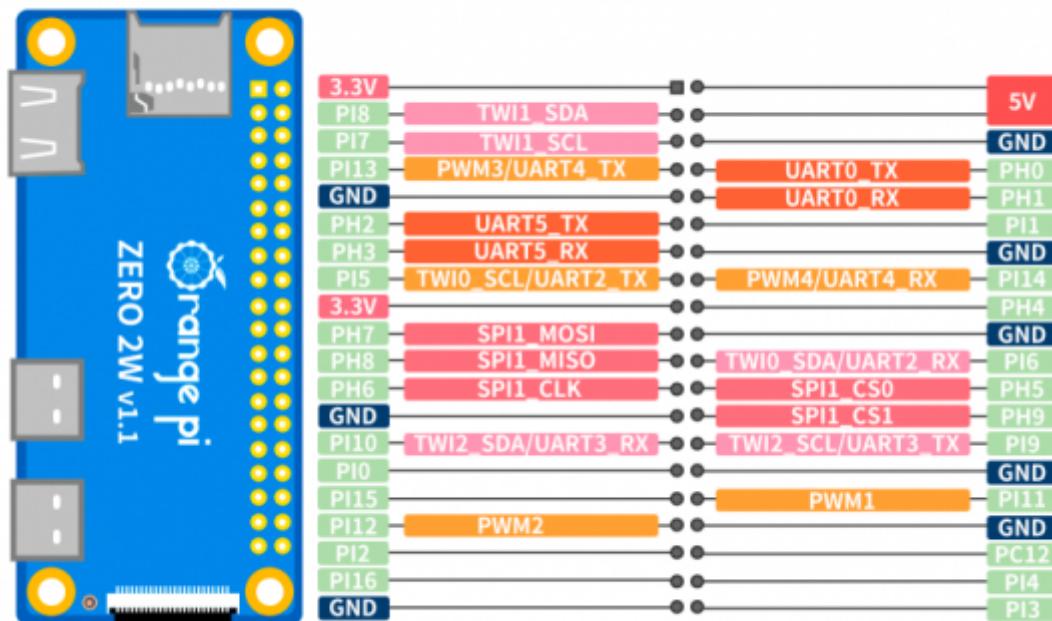 3.3V
5V
PI8 TWI1_SDA
PI7 TWI1_SCL GND
PI13 PWM3/UART4_TX UART0_TX PH0
GND UART0_RX PH1
PH2 UART5_TX PI1
PH3 UART5_RX GND
PI5 TWI0_SCL/UART2_TX PWM4/UART4_RX PI14
3.3V PH4
PH7 SPI1_MOSI GND
PH8 SPI1_MISO TWI0_SDA/UART2_RX PI6
PH6 SPI1_CLK SPI1_CS0 PH5
GND SPI1_CS1 PH9
PI10 TWI2_SDA/UART3_RX TWI2_SCL/UART3_TX PI9
PI0 GND
PI15 PWM1 PI11
PI12 PWM2 GND
PI2 PC12
PI16 PI4
GND PI3
Orange pi
ZERO 2W v1.1